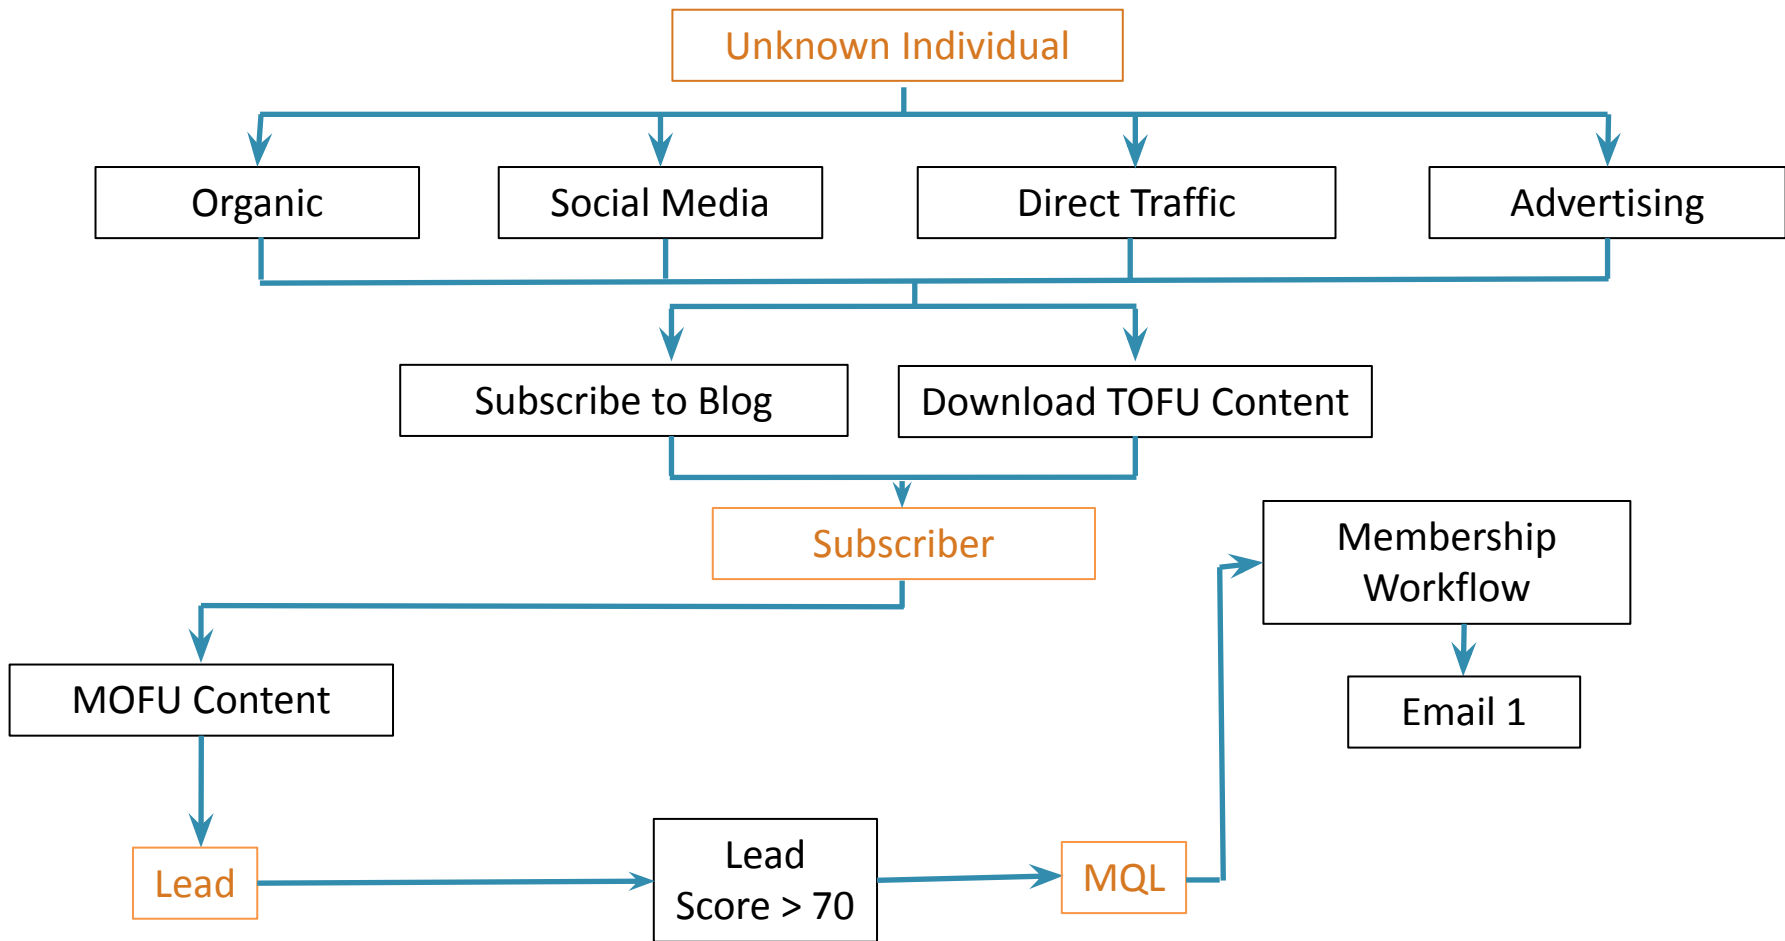 Unknown Individual
Organic
Social Media
Direct Traffic
Advertising
Subscribe to Blog
Download TOFU Content
Subscriber
Membership
Workflow
MOFU Content
Email 1
Lead
Lead
Score > 70
MQL